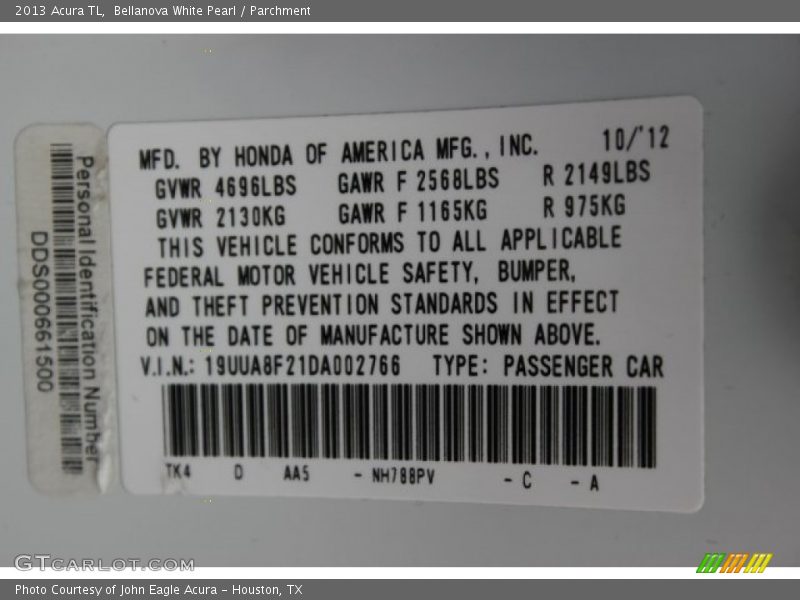 2013 Acura TL, Bellanova White Pearl / Parchment
MFD. BY HONDA OF AMERICA MFG., INC. 10/'12
GVWR 4696LBS GAWR F 2568LBS R 2149LBS
GVWR 2130KG GAWR F 1165KG R 975KG
THIS VEHICLE CONFORMS TO ALL APPLICABLE
FEDERAL MOTOR VEHICLE SAFETY, BUMPER,
AND THEFT PREVENTION STANDARDS IN EFFECT
ON THE DATE OF MANUFACTURE SHOWN ABOVE.
V.I.N.: 19UUA8F21DA002766 TYPE: PASSENGER CAR
TK4 D AA5 - NH788PV - C - A
Personal Identification Number
DDS000661500
GTCARLOT.COM
Photo Courtesy of John Eagle Acura - Houston, TX